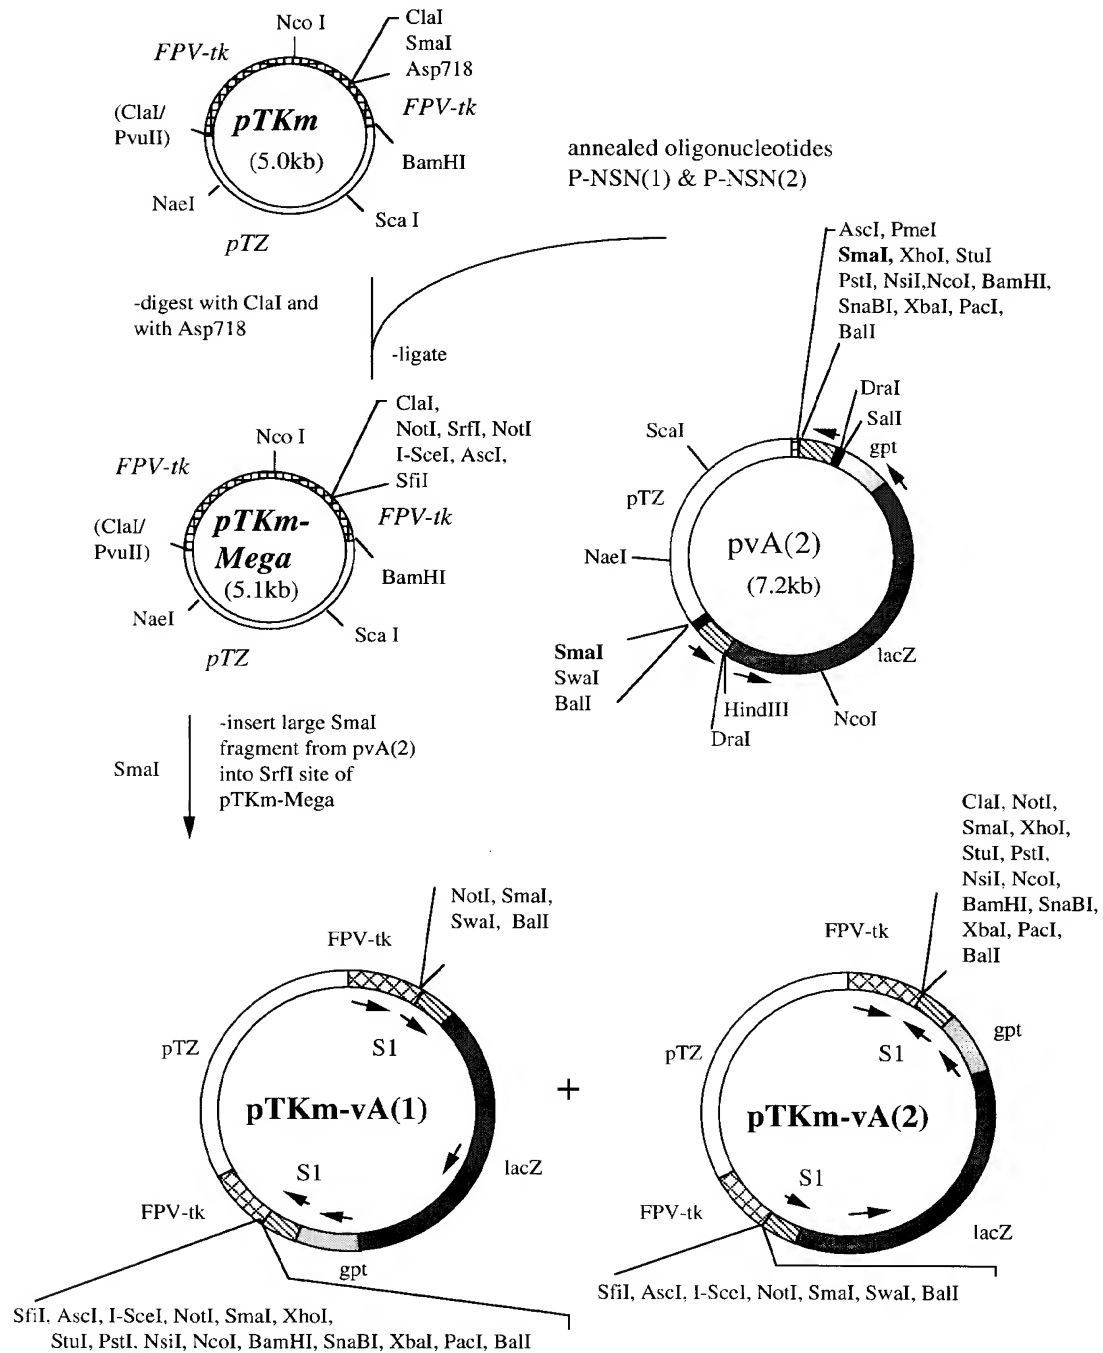 Nco I
ClaI
SmaI
Asp718
FPV-tk
FPV-tk
(ClaI/
PvuII)
pTKm
(5.0kb)
BamHI
NaeI
Sca I
pTZ
annealed oligonucleotides
P-NSN(1) & P-NSN(2)
-digest with ClaI and
with Asp718
-ligate
AscI, PmeI
SmaI, XhoI, StuI
PstI, NsiI,NcoI, BamHI,
SnaBI, XbaI, PacI,
BalI
DraI
SalI
gpt
ScaI
pTZ
NaeI
pvA(2)
(7.2kb)
lacZ
SmaI
SwaI
BalI
HindIII
DraI
NcoI
ClaI,
NotI, SrfI, NotI
I-SceI, AscI,
SfiI
Nco I
FPV-tk
FPV-tk
(ClaI/
PvuII)
pTKm-
Mega
(5.1kb)
BamHI
NaeI
Sca I
pTZ
SmaI
-insert large SmaI
fragment from pvA(2)
into SrfI site of
pTKm-Mega
NotI, SmaI,
SwaI, BalI
FPV-tk
pTZ
S1
pTKm-vA(1)
S1
lacZ
FPV-tk
gpt
SfiI, AscI, I-SceI, NotI, SmaI, XhoI,
StuI, PstI, NsiI, NcoI, BamHI, SnaBI, XbaI, PacI, BalI
+
ClaI, NotI,
SmaI, XhoI,
StuI, PstI,
NsiI, NcoI,
BamHI, SnaBI,
XbaI, PacI,
BalI
FPV-tk
gpt
pTZ
S1
pTKm-vA(2)
S1
FPV-tk
lacZ
SfiI, AscI, I-SceI, NotI, SmaI, SwaI, BalI